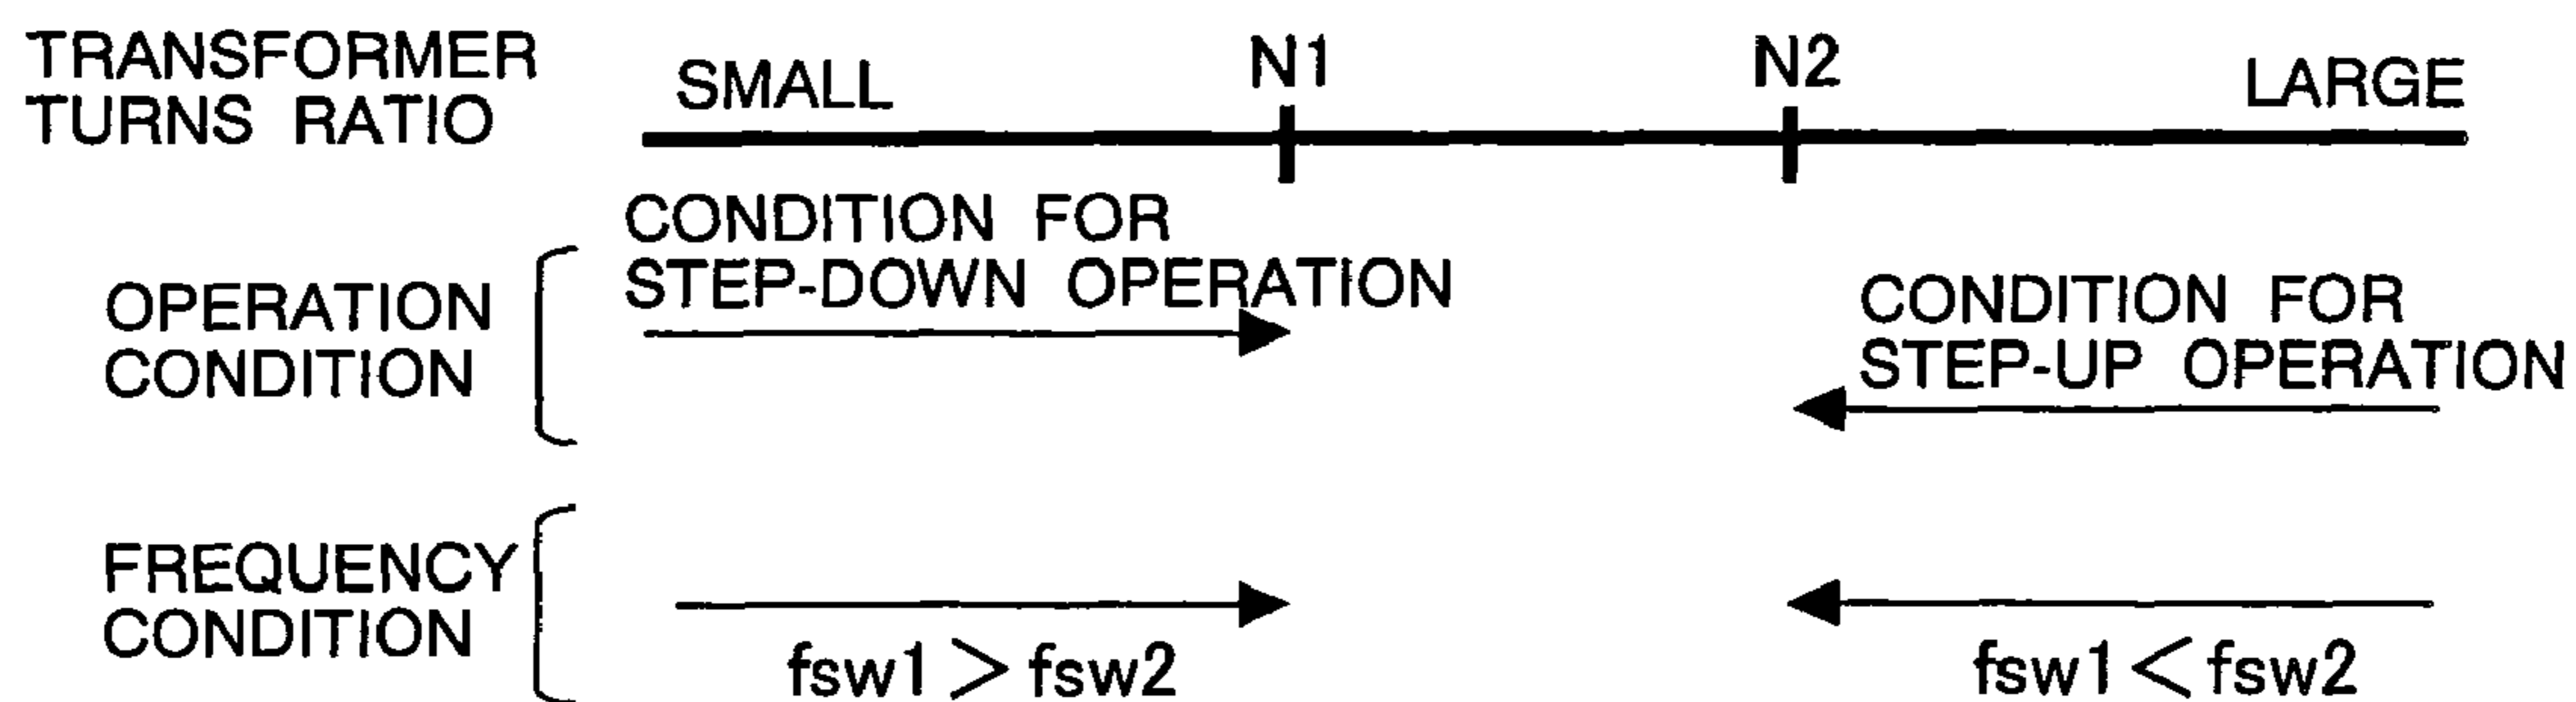 TRANSFORMER
TURNS RATIO
SMALL
N1
N2
LARGE
CONDITION FOR
STEP-DOWN OPERATION
OPERATION
CONDITION
CONDITION FOR
STEP-UP OPERATION
FREQUENCY
CONDITION
fsw1 > fsw2
fsw1 < fsw2